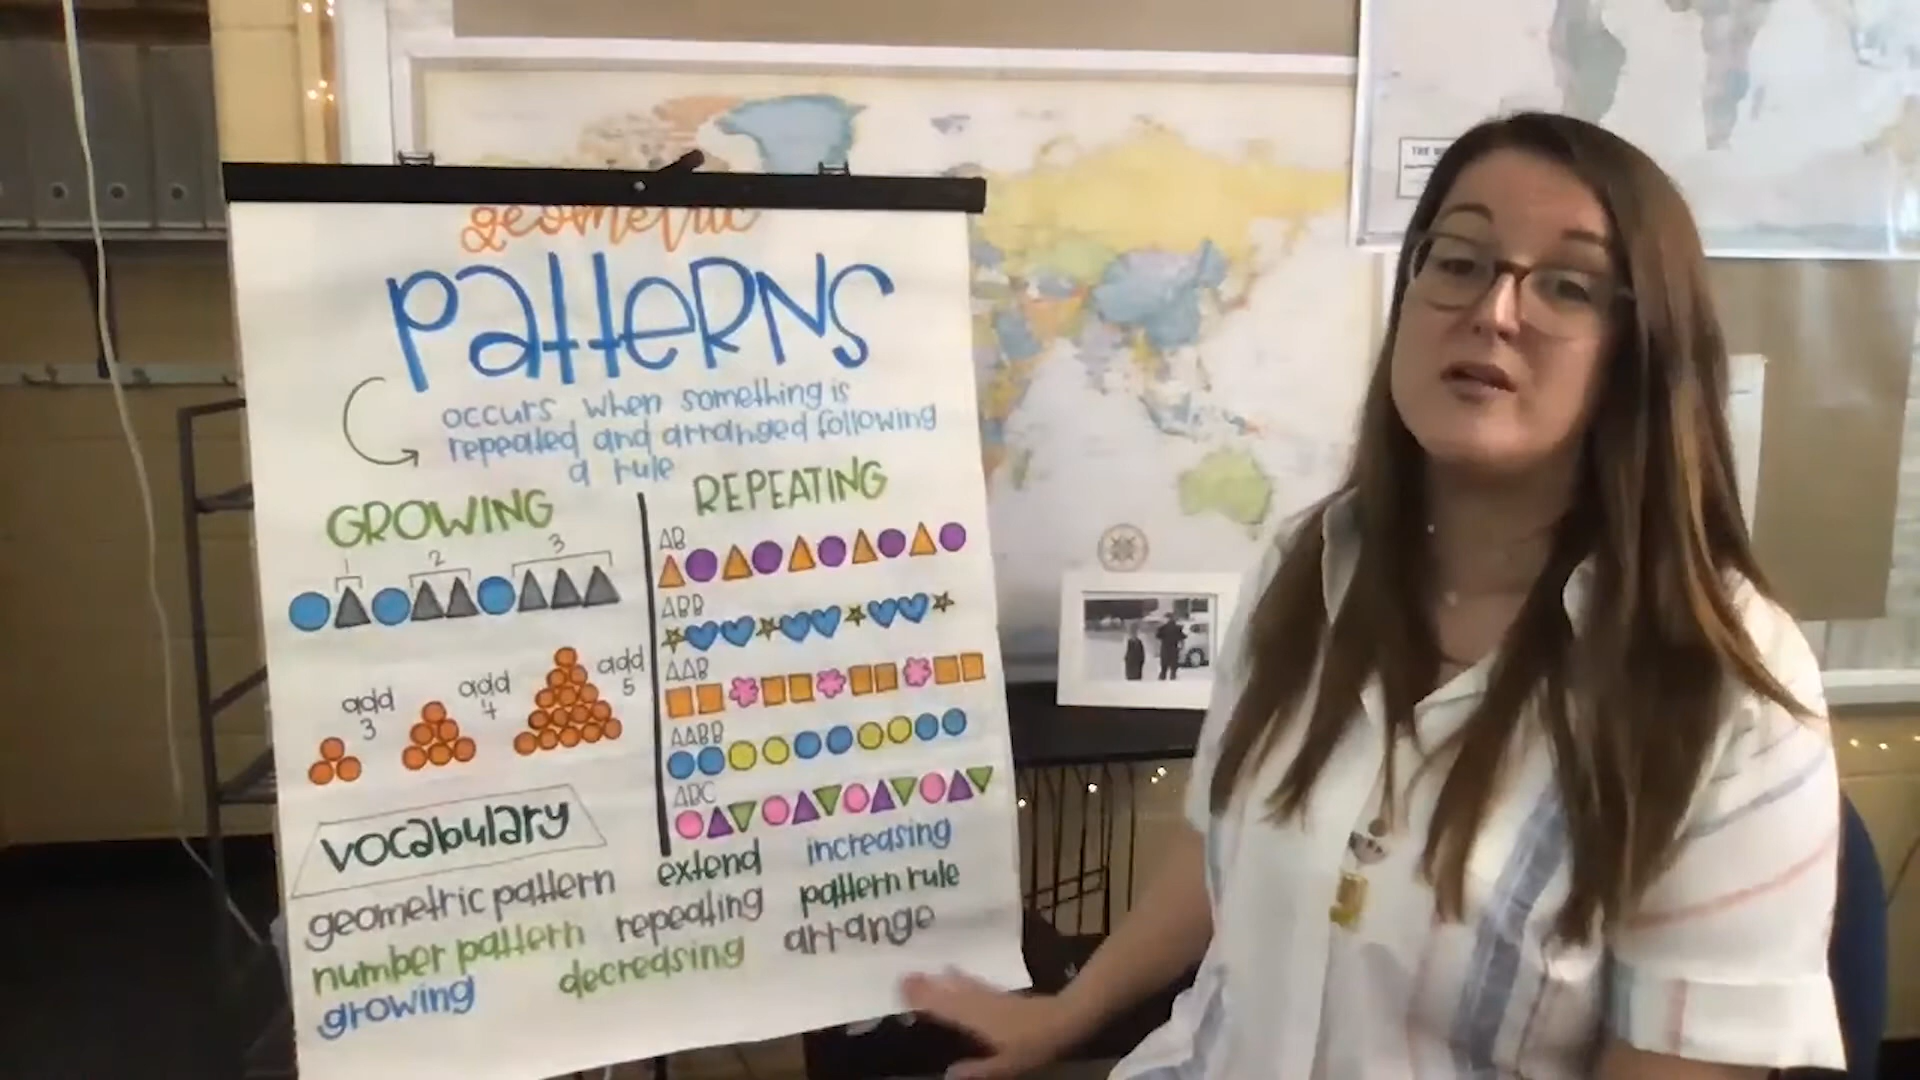 geometric
patterns
occurs when something is
repeated and arranged following
a rule
GROWING
1 2 3
add
3
add
4
add
5
REPEATING
AB
ABB
AAB
AABB
ABC
vocabulary
geometric pattern
number pattern
growing
extend
repeating
decreasing
increasing
pattern rule
arrange